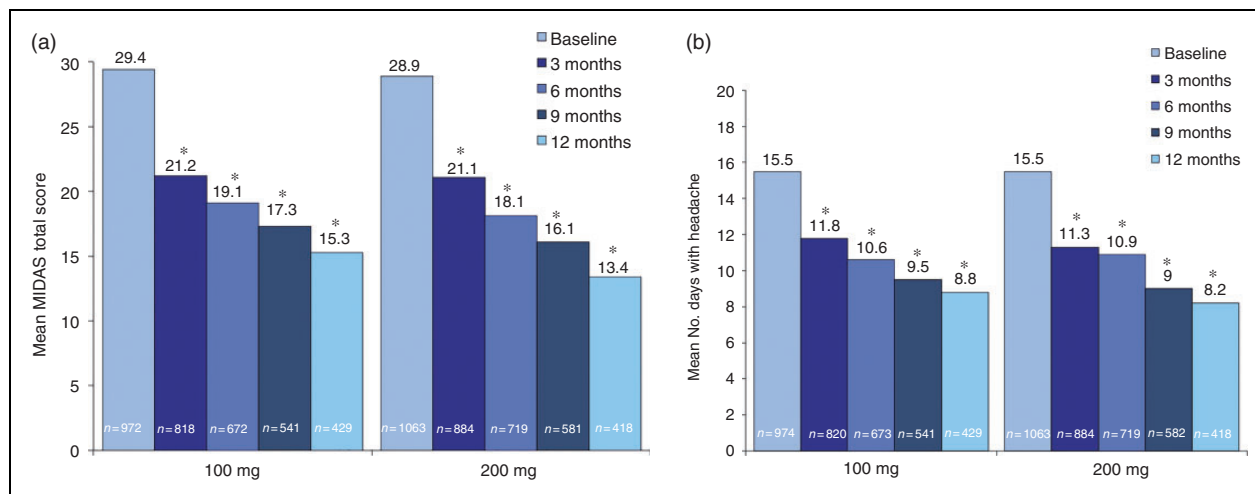 (a)
Baseline
3 months
6 months
9 months
12 months
Mean MIDAS total score
30
25
20
15
10
5
0
29.4
*
21.2
*
19.1
*
17.3
*
15.3
28.9
*
21.1
*
18.1
*
16.1
*
13.4
n=972
n=818
n=672
n=541
n=429
n=1063
n=884
n=719
n=581
n=418
100 mg
200 mg
(b)
Baseline
3 months
6 months
9 months
12 months
Mean No. days with headache
20
18
16
14
12
10
8
6
4
2
0
15.5
*
11.8
*
10.6
*
9.5
*
8.8
15.5
*
11.3
*
10.9
*
9
*
8.2
n=974
n=820
n=673
n=541
n=429
n=1063
n=884
n=719
n=582
n=418
100 mg
200 mg